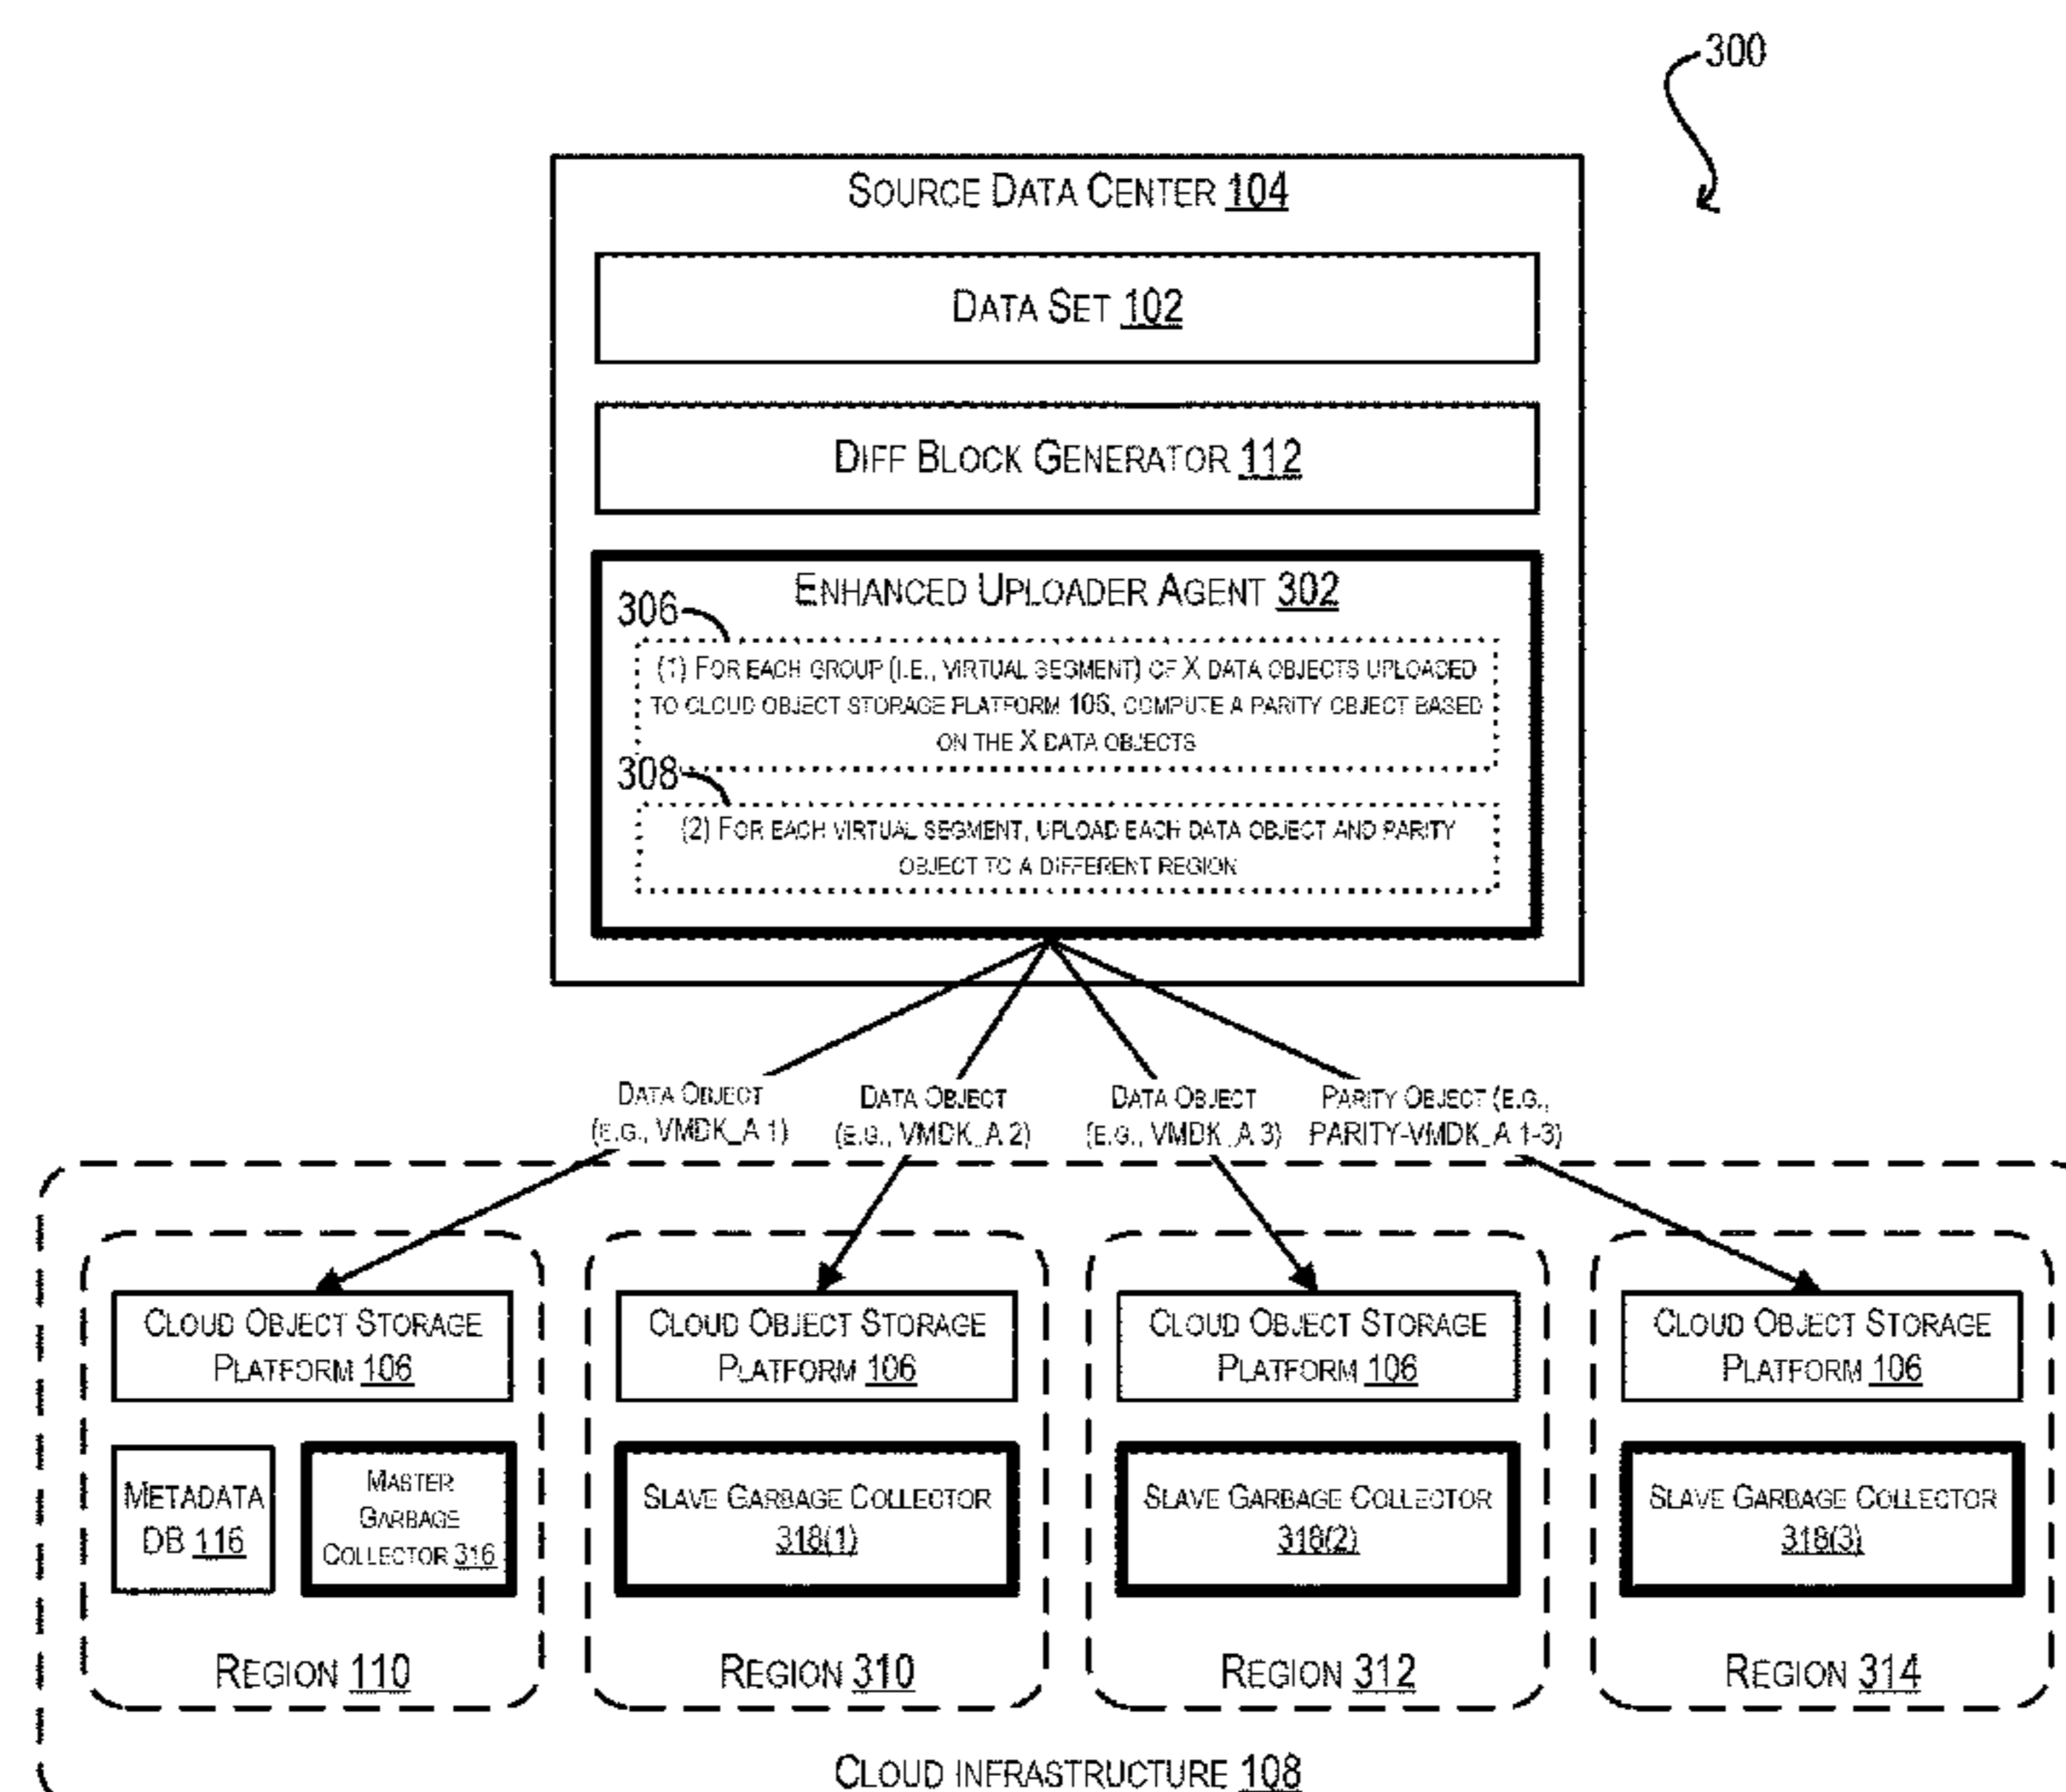 300
SOURCE DATA CENTER 104
DATA SET 102
DIFF BLOCK GENERATOR 112
ENHANCED UPLOADER AGENT 302
306
(1) FOR EACH GROUP (I.E., VIRTUAL SEGMENT) OF X DATA OBJECTS UPLOADED
TO CLOUD OBJECT STORAGE PLATFORM 106, COMPUTE A PARITY OBJECT BASED
ON THE X DATA OBJECTS
308
(2) FOR EACH VIRTUAL SEGMENT, UPLOAD EACH DATA OBJECT AND PARITY
OBJECT TO A DIFFERENT REGION
DATA OBJECT
(E.G., VMDK_A 1)
DATA OBJECT
(E.G., VMDK_A 2)
DATA OBJECT
(E.G., VMDK_A 3)
PARITY OBJECT (E.G.,
PARITY-VMDK_A 1-3)
CLOUD OBJECT STORAGE
PLATFORM 106
METADATA
DB 116
MASTER
GARBAGE
COLLECTOR 316
REGION 110
CLOUD OBJECT STORAGE
PLATFORM 106
SLAVE GARBAGE COLLECTOR
318(1)
REGION 310
CLOUD OBJECT STORAGE
PLATFORM 106
SLAVE GARBAGE COLLECTOR
318(2)
REGION 312
CLOUD OBJECT STORAGE
PLATFORM 106
SLAVE GARBAGE COLLECTOR
318(3)
REGION 314
CLOUD INFRASTRUCTURE 108